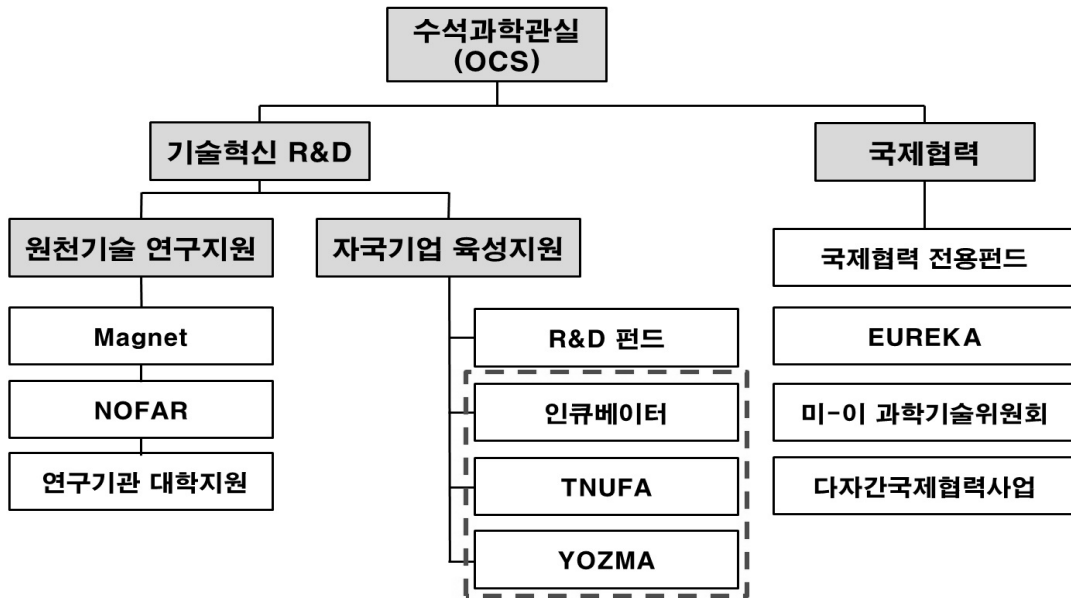 수석과학관실
(OCS)
기술혁신 R&D
국제협력
원천기술 연구지원
자국기업 육성지원
국제협력 전용펀드
Magnet
R&D 펀드
EUREKA
NOFAR
인큐베이터
미-이 과학기술위원회
연구기관 대학지원
TNUFA
다자간국제협력사업
YOZMA